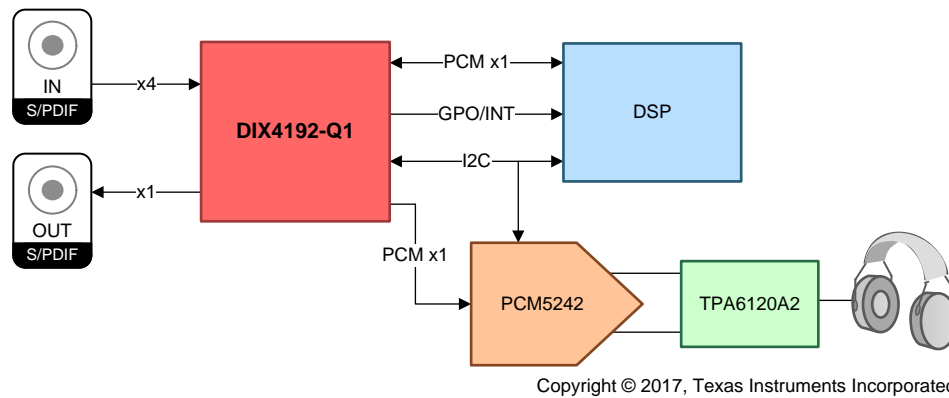 IN
S/PDIF
x4
OUT
S/PDIF
x1
DIX4192-Q1
PCM x1
GPO/INT
I2C
PCM x1
DSP
PCM5242
TPA6120A2
Copyright © 2017, Texas Instruments Incorporated